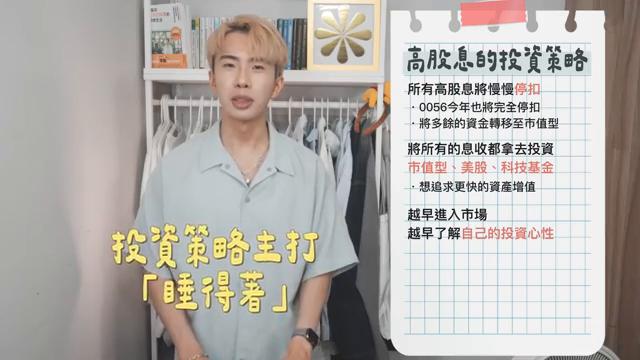 高股息的投資策略
所有高股息將慢慢停扣
·0056今年也將完全停扣
·將多餘的資金轉移至市值型
將所有的息收都拿去投資
市值型、美股、科技基金
·想追求更快的資產增值
越早進入市場
越早了解自己的投資心性
投資策略主打
「睡得著」